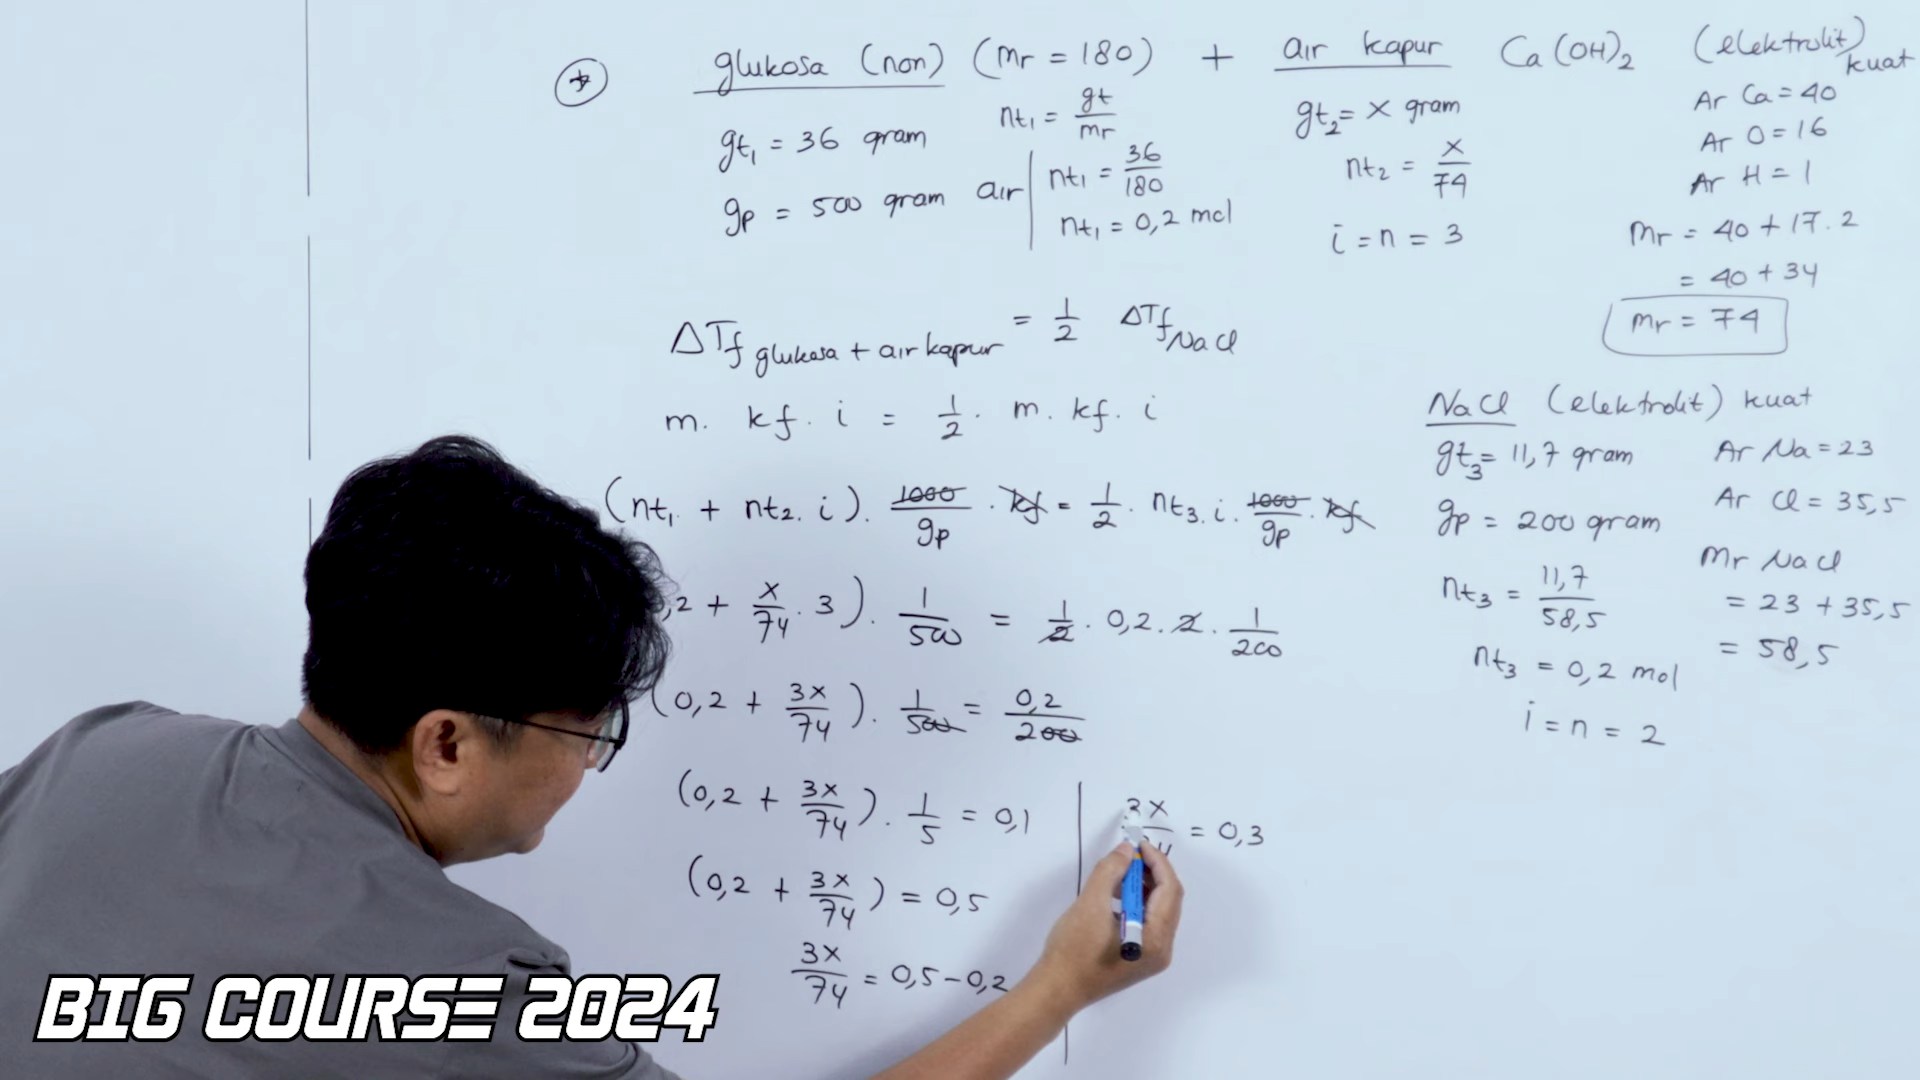 glukosa (non) (Mr = 180) + air kapur Ca(OH)₂ (elektrolit) kuat
gt₁ = 36 gram
gp = 500 gram air
nt₁ = gt/mr
nt₁ = 36/180
nt₁ = 0,2 mol
gt₂ = x gram
nt₂ = x/74
i = n = 3
Ar Ca = 40
Ar O = 16
Ar H = 1
Mr = 40 + 17.2
= 40 + 34
Mr = 74
ΔTf glukosa + air kapur = 1/2 ΔTf NaCl
m. kf. i = 1/2. m. kf. i
(nt₁ + nt₂. i). 1000/gp . kf = 1/2. nt₃. i. 1000/gp . kf
,2 + x/74. 3). 1/500 = 1/2. 0,2. 2. 1/200
(0,2 + 3x/74). 1/500 = 0,2/200
(0,2 + 3x/74). 1/5 = 0,1
(0,2 + 3x/74) = 0,5
3x/74 = 0,5 - 0,2
x = 0,3
NaCl (elektrolit) kuat
gt₃ = 11,7 gram
gp = 200 gram
nt₃ = 11,7/58,5
nt₃ = 0,2 mol
i = n = 2
Ar Na = 23
Ar Cl = 35,5
Mr NaCl
= 23 + 35,5
= 58,5
BIG COURSE 2024